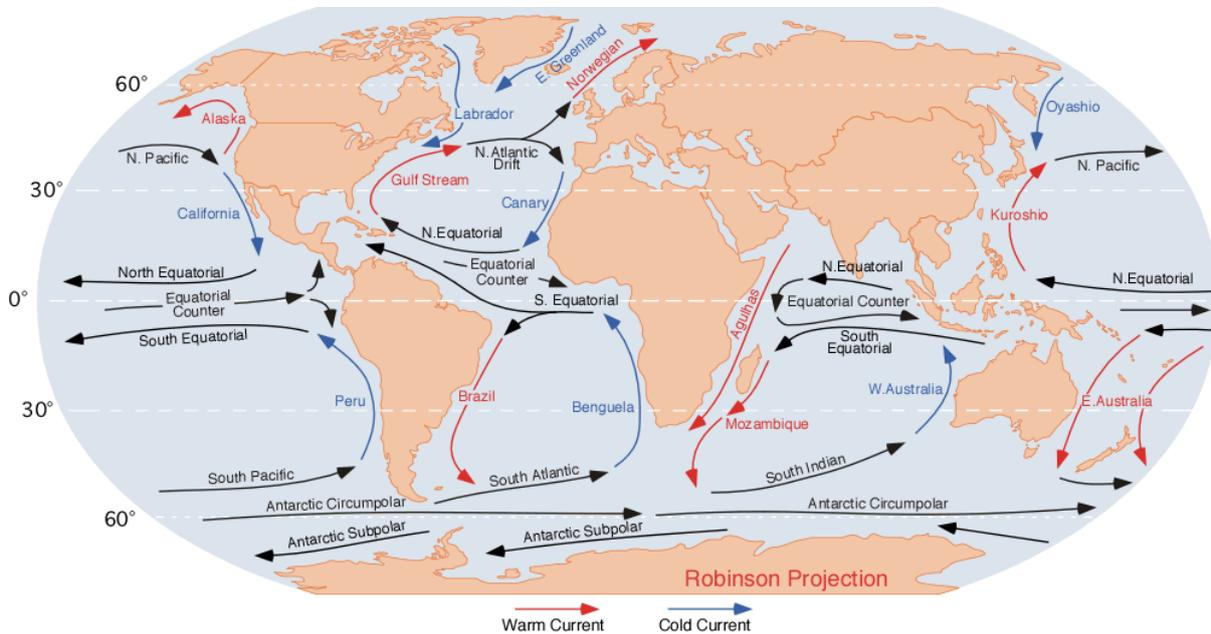 E. Greenland
Norwegian
60°
Labrador
Oyashio
Alaska
N. Pacific
N. Atlantic
Drift
N. Pacific
30°
Gulf Stream
California
Canary
Kuroshio
N.Equatorial
North Equatorial
Equatorial
Counter
N.Equatorial
N.Equatorial
0°
Equatorial
Counter
S. Equatorial
Equatorial Counter
South Equatorial
Agulhas
South
Equatorial
Peru
Brazil
Benguela
W.Australia
E.Australia
30°
Mozambique
South Pacific
South Atlantic
South Indian
Antarctic Circumpolar
Antarctic Circumpolar
60°
Antarctic Subpolar
Antarctic Subpolar
Robinson Projection
Warm Current
Cold Current